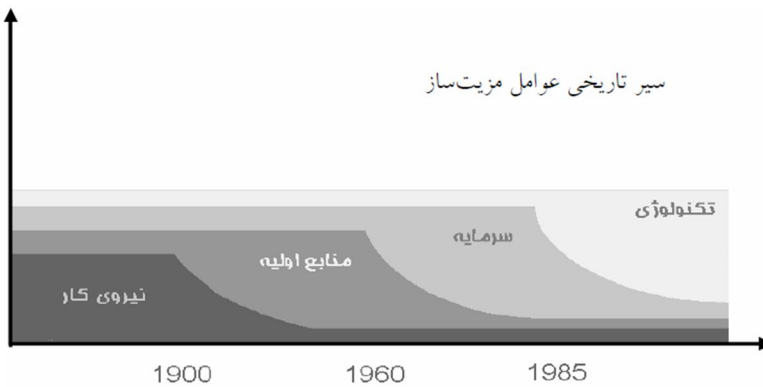 سیر تاریخی عوامل مزیت‌ساز
تکنولوژی
سرمایه
منابع اولیه
نیروی کار
1900 1960 1985